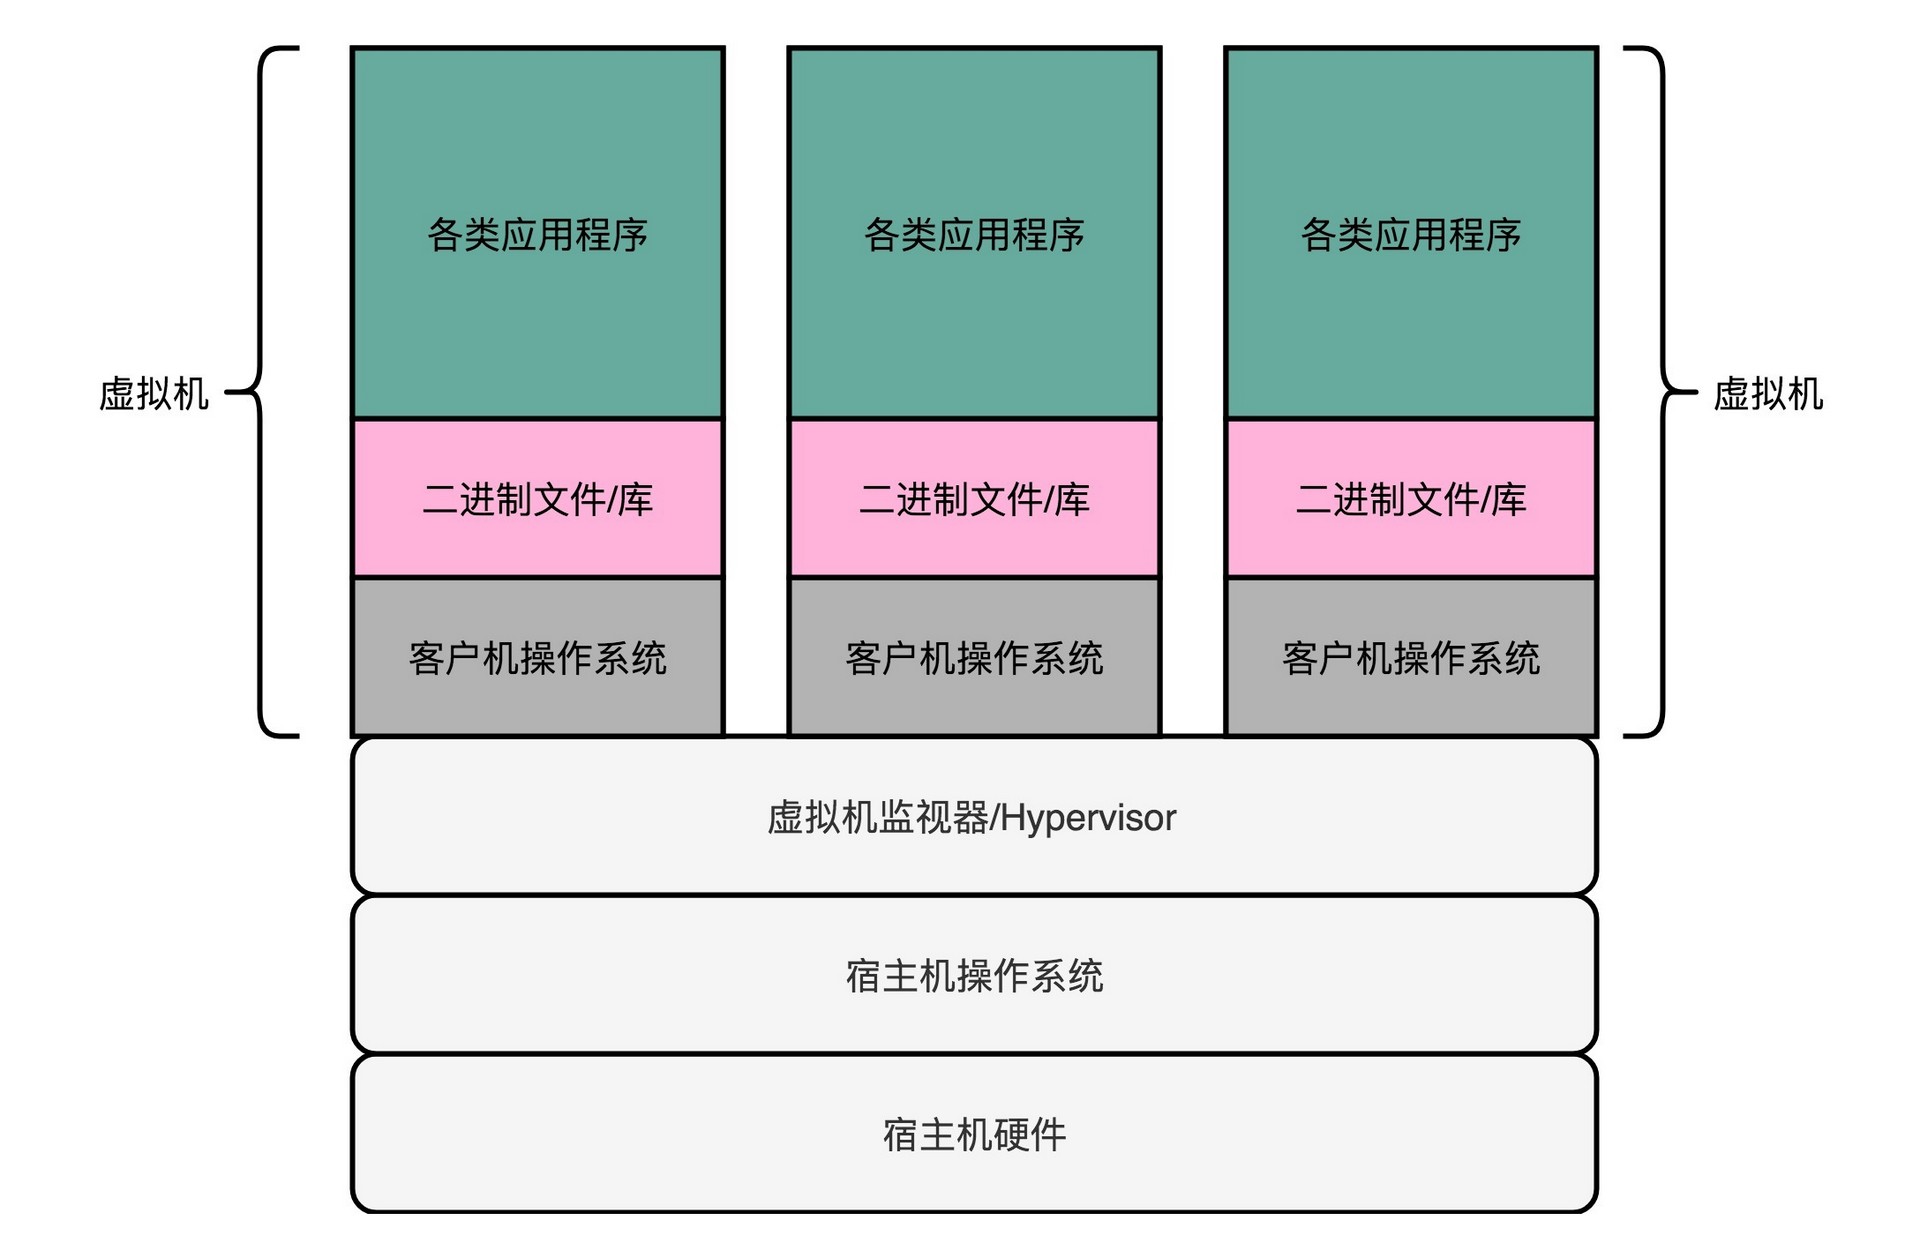 各类应用程序
各类应用程序
各类应用程序
虚拟机
虚拟机
二进制文件/库
二进制文件/库
二进制文件/库
客户机操作系统
客户机操作系统
客户机操作系统
虚拟机监视器/Hypervisor
宿主机操作系统
宿主机硬件